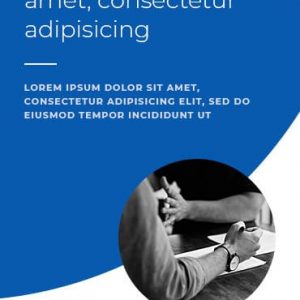 amet, consectetur
adipisicing
LOREM IPSUM DOLOR SIT AMET,
CONSECTETUR ADIPISICING ELIT, SED DO
EIUSMOD TEMPOR INCIDIDUNT UT